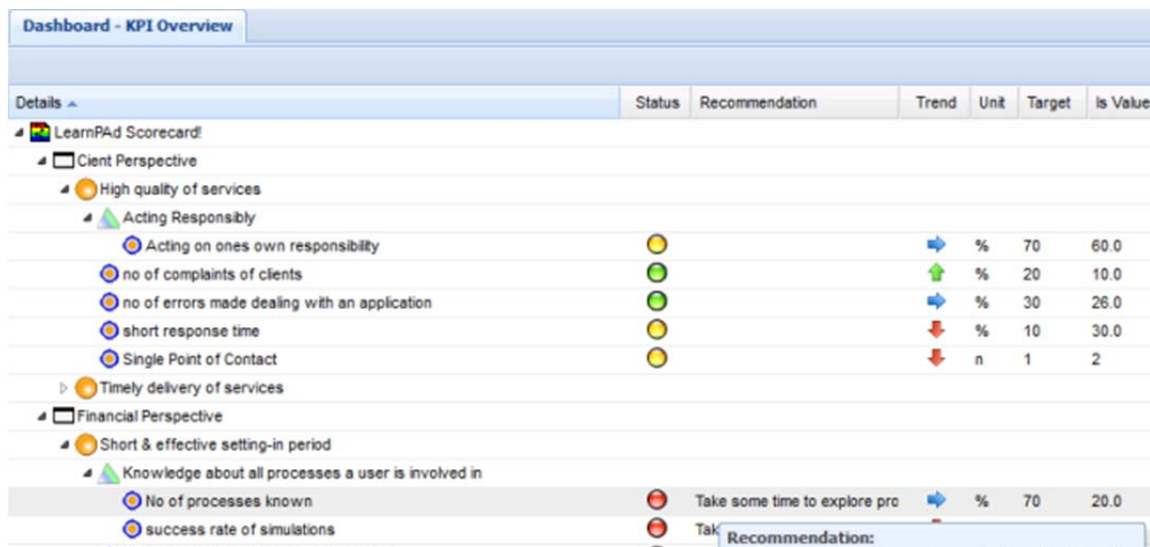 Dashboard - KPI Overview
Details Status Recommendation Trend Unit Target Is Value
LearnPAd Scorecard!
Cient Perspective
High quality of services
Acting Responsibly
Acting on ones own responsibility % 70 60.0
no of complaints of clients % 20 10.0
no of errors made dealing with an application % 30 26.0
short response time % 10 30.0
Single Point of Contact n 1 2
Timely delivery of services
Financial Perspective
Short & effective setting-in period
Knowledge about all processes a user is involved in
No of processes known Take some time to explore pro % 70 20.0
success rate of simulations Tak
Recommendation: